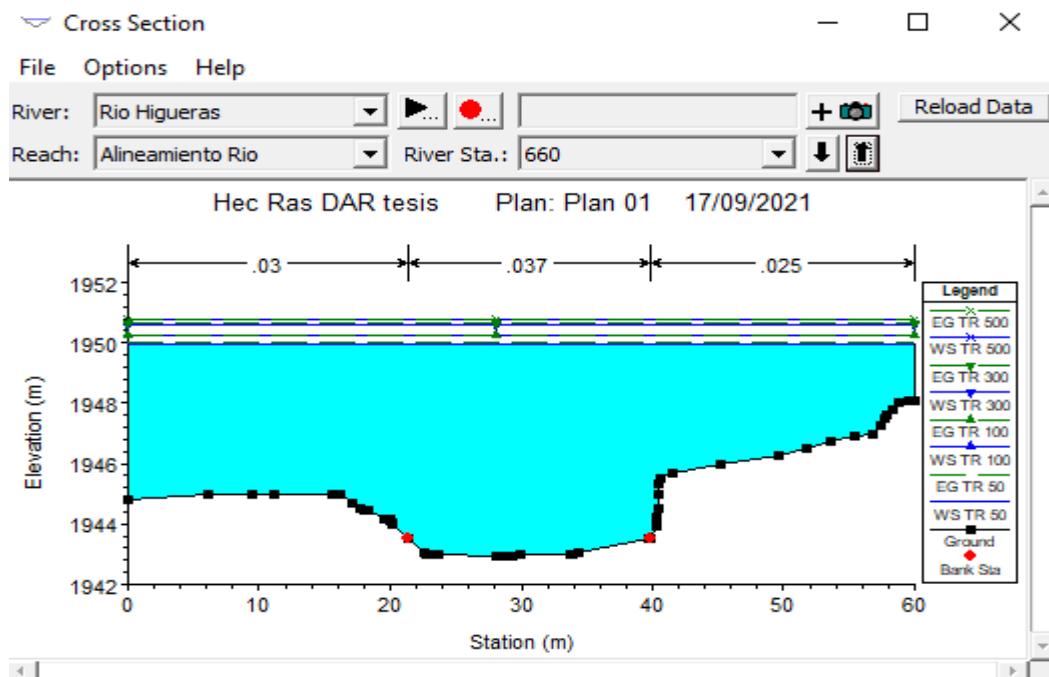 Cross Section
File Options Help
River: Rio Higueras ... ... + Reload Data
Reach: Alineamiento Rio River Sta.: 660
Hec Ras DAR tesis Plan: Plan 01 17/09/2021
.03 .037 .025
1952
1950
1948
1946
1944
1942
Elevation (m)
0 10 20 30 40 50 60
Station (m)
Legend
EG TR 500
WS TR 500
EG TR 300
WS TR 300
EG TR 100
WS TR 100
EG TR 50
WS TR 50
Ground
Bank Sta